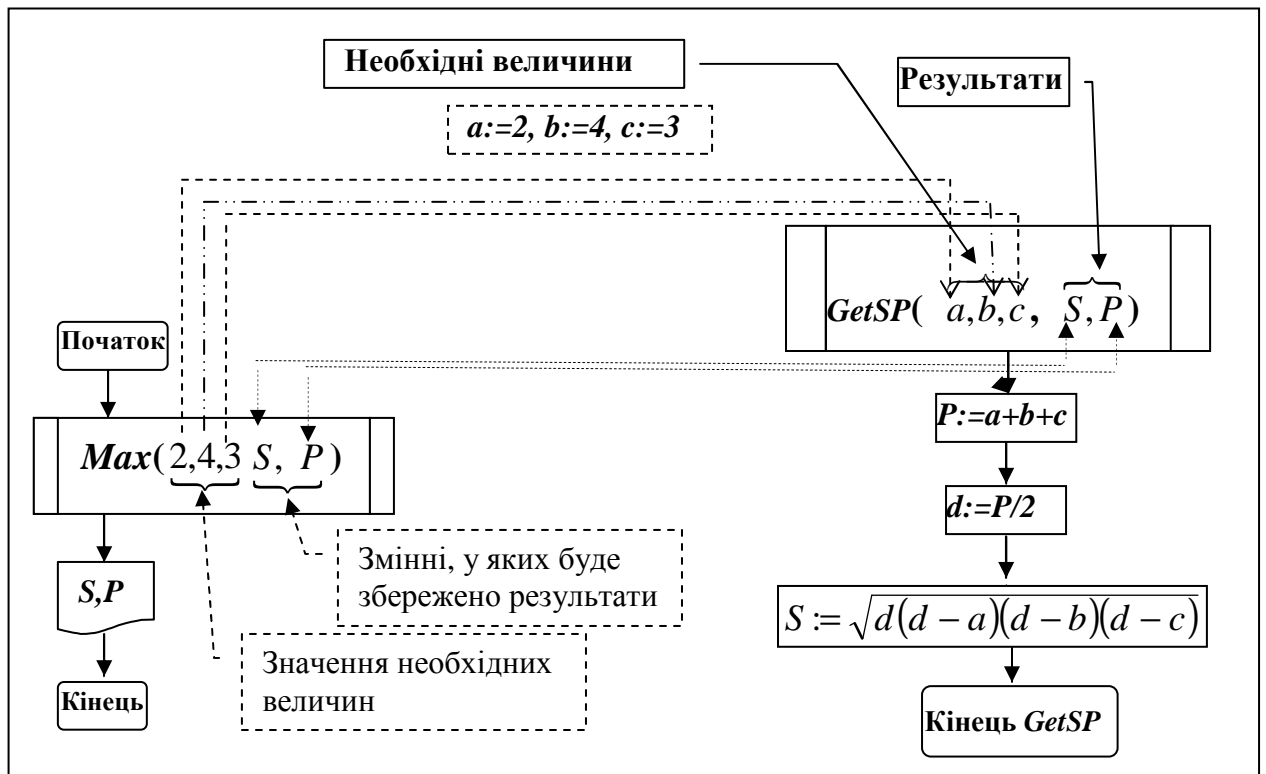 Необхідні величини
Результати
a:=2, b:=4, c:=3
GetSP( a,b,c, S,P)
Початок
P:=a+b+c
Max(2,4,3 S, P)
d:=P/2
Змінні, у яких буде
збережено результати
S,P
S := √d(d − a)(d − b)(d − c)
Значення необхідних
величин
Кінець
Кінець GetSP